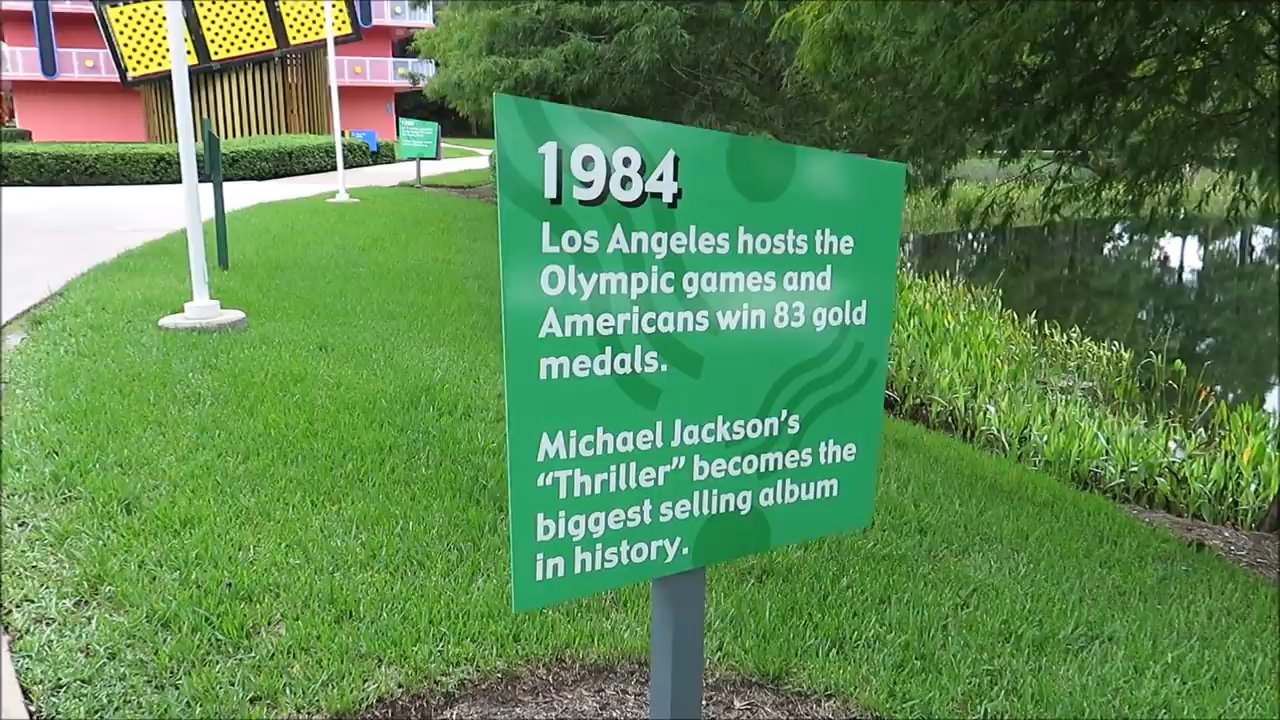 1984
Los Angeles hosts the
Olympic games and
Americans win 83 gold
medals.
Michael Jackson's
“Thriller” becomes the
biggest selling album
in history.